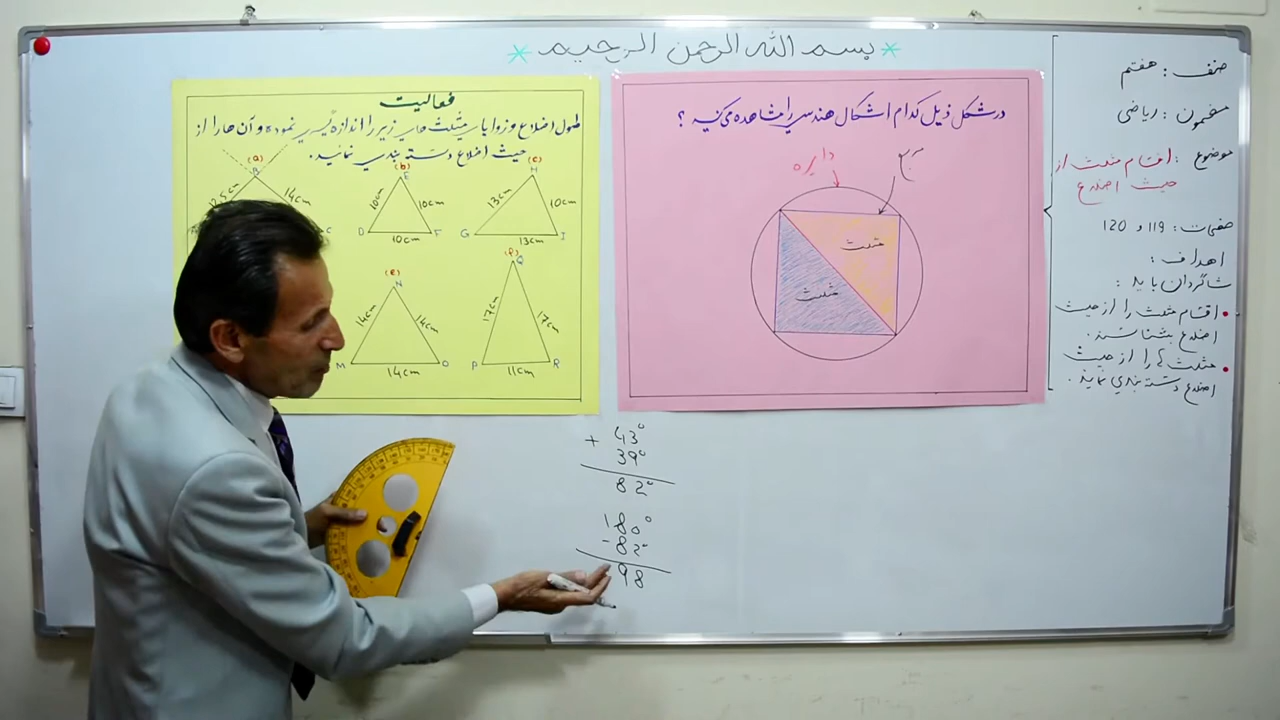 بسم الله الرحمن الرحیم
صنف : هفتم
مضمون : ریاضی
موضوع : اقسام مثلث از
حیث اضلاع
صفحات : 119 و 120
اهداف :
شاگردان باید :
اقسام مثلث را از حیث
اضلاع بشناسند .
مثلث ها را از حیث
اضلاع دسته بندی نمایند .
در شکل ذیل کدام اشکال هندسی را مشاهده می کنید ؟
دایره
مربع
مثلث
مثلث
فعالیت
طول اضلاع و زوایای مثلث های زیر را اندازه گیری نموده و آن ها را از
حیث اضلاع دسته بندی نمائید .
(a)
12.5cm
14cm
C
(b)
E
10cm
10cm
D
F
10cm
(c)
H
13cm
10cm
G
I
13cm
(e)
N
14cm
14cm
M
O
14cm
(f)
Q
17cm
17cm
P
R
11cm
+ 43°
39°
82°
180°
- 82°
98